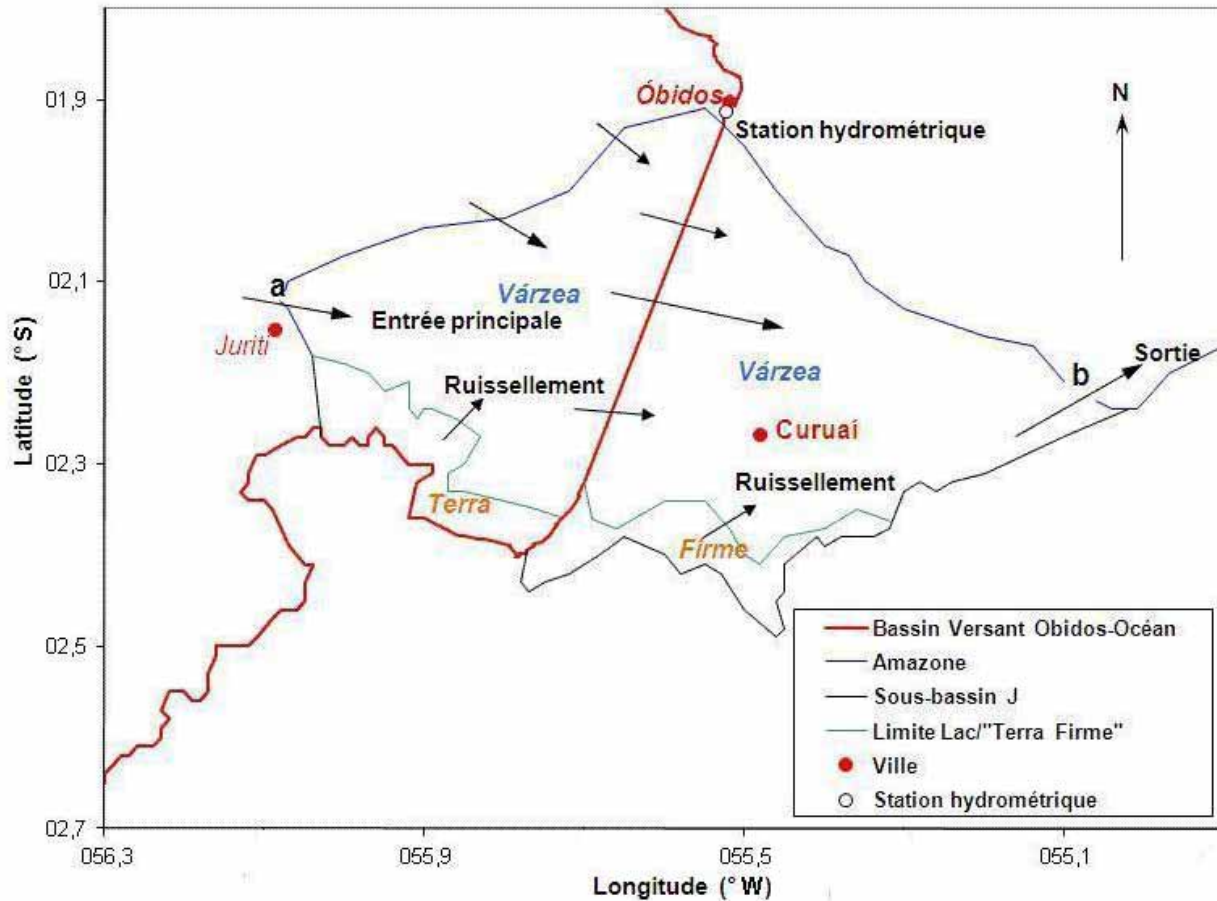 01,9
02,1
02,3
02,5
02,7
Latitude (°S)
Óbidos
Station hydrométrique
N
a
Várzea
Entrée principale
Juriti
Ruissellement
Várzea
b
Sortie
Curuaí
Ruissellement
Terra
Firme
Bassin Versant Obidos-Océan
Amazone
Sous-bassin J
Limite Lac/"Terra Firme"
Ville
Station hydrométrique
056,3
055,9
055,5
055,1
Longitude (°W)